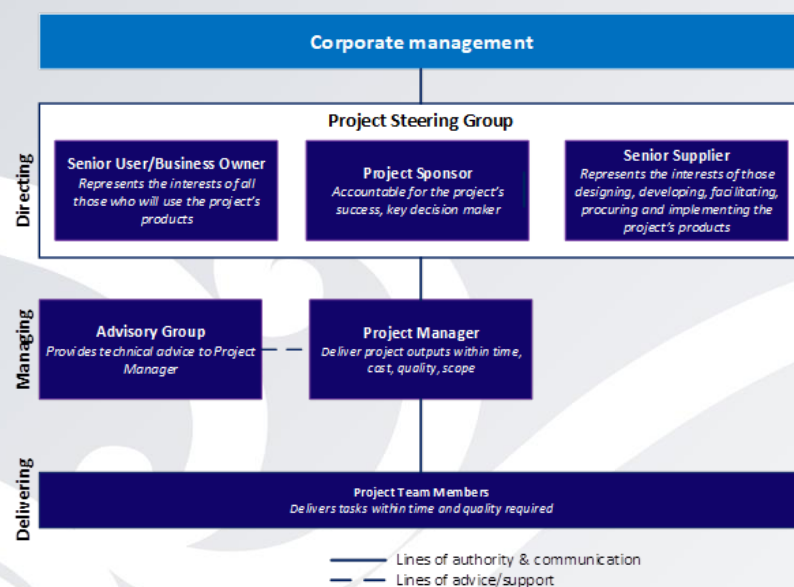 Corporate management
Project Steering Group
Directing
Senior User/Business Owner
Represents the interests of all
those who will use the project's
products
Project Sponsor
Accountable for the project's
success, key decision maker
Senior Supplier
Represents the interests of those
designing, developing, facilitating,
procuring and implementing the
project's products
Managing
Advisory Group
Provides technical advice to Project
Manager
Project Manager
Deliver project outputs within time,
cost, quality, scope
Delivering
Project Team Members
Delivers tasks within time and quality required
Lines of authority & communication
Lines of advice/support